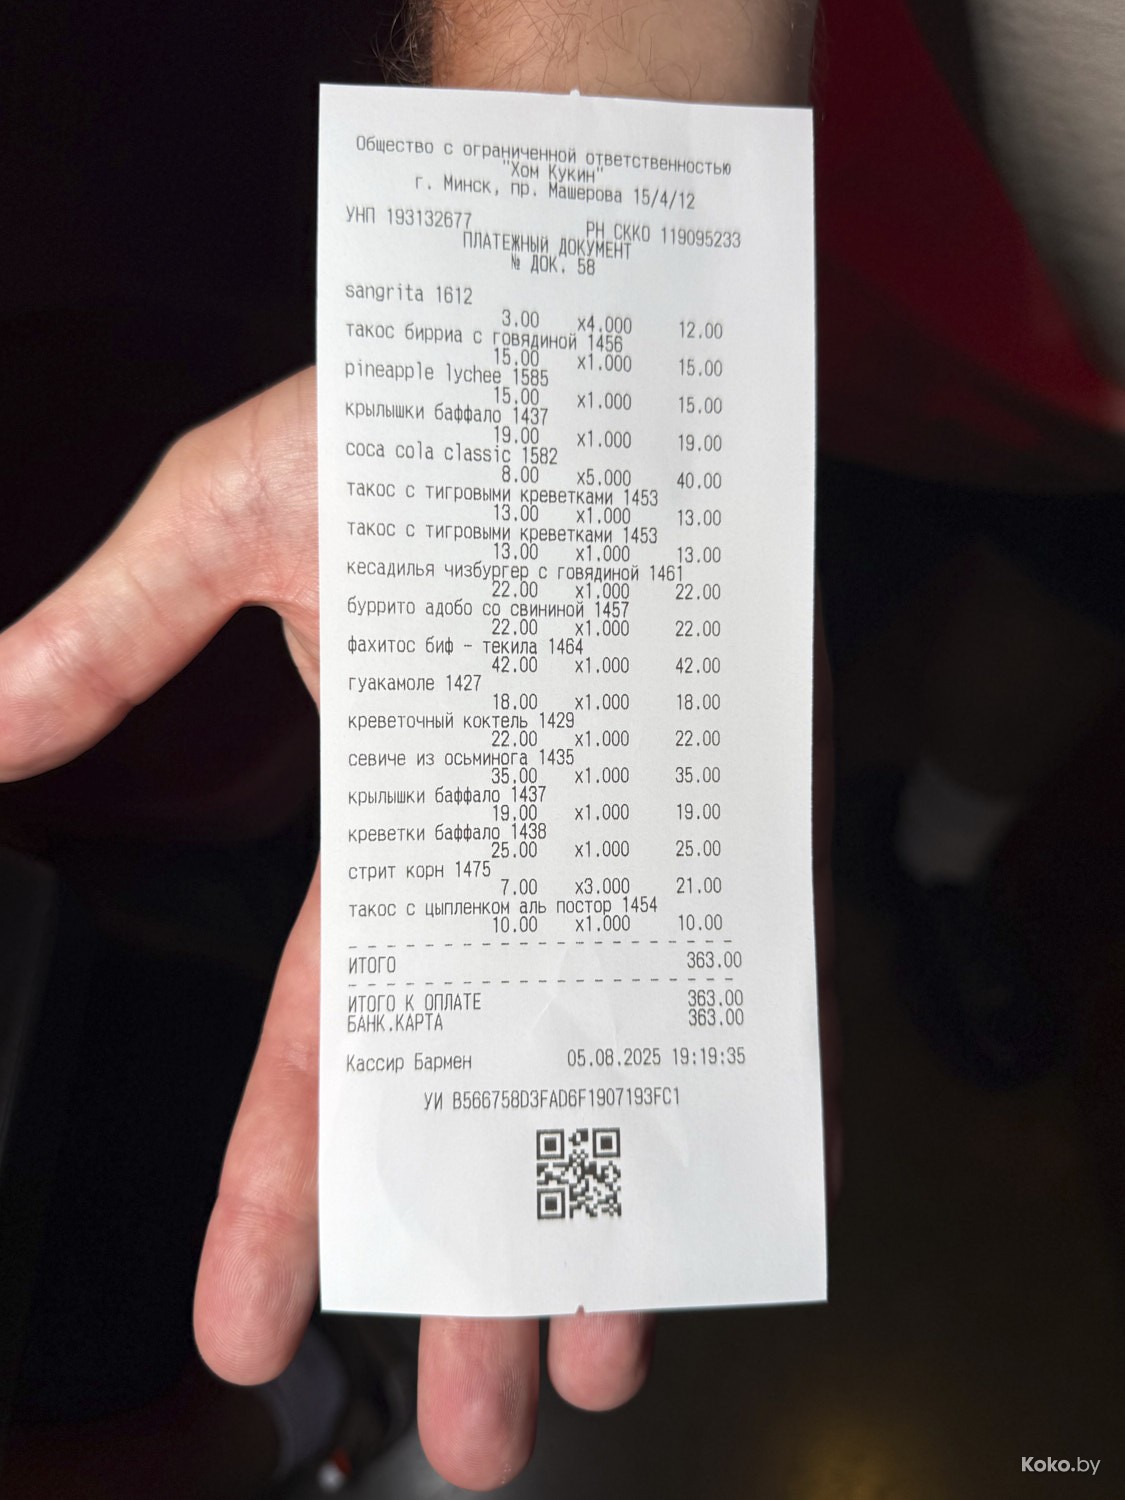 Общество с ограниченной ответственностью
"Хом Кукин"
г. Минск, пр. Машерова 15/4/12
УНП 193132677 РН СККО 119095233
ПЛАТЕЖНЫЙ ДОКУМЕНТ
№ ДОК. 58
sangrita 1612
3.00 x4.000 12.00
такос бирриа с говядиной 1456
15.00 x1.000 15.00
pineapple lychee 1585
15.00 x1.000 15.00
крылышки баффало 1437
19.00 x1.000 19.00
coca cola classic 1582
8.00 x5.000 40.00
такос с тигровыми креветками 1453
13.00 x1.000 13.00
такос с тигровыми креветками 1453
13.00 x1.000 13.00
кесадилья чизбургер с говядиной 1461
22.00 x1.000 22.00
буррито адобо со свининой 1457
22.00 x1.000 22.00
фахитос биф - текила 1464
42.00 x1.000 42.00
гуакамоле 1427
18.00 x1.000 18.00
креветочный коктель 1429
22.00 x1.000 22.00
севиче из осьминога 1435
35.00 x1.000 35.00
крылышки баффало 1437
19.00 x1.000 19.00
креветки баффало 1438
25.00 x1.000 25.00
стрит корн 1475
7.00 x3.000 21.00
такос с цыпленком аль постор 1454
10.00 x1.000 10.00
ИТОГО 363.00
ИТОГО К ОПЛАТЕ 363.00
БАНК.КАРТА 363.00
Кассир Бармен 05.08.2025 19:19:35
УИ B566758D3FAD6F1907193FC1
Koko.by